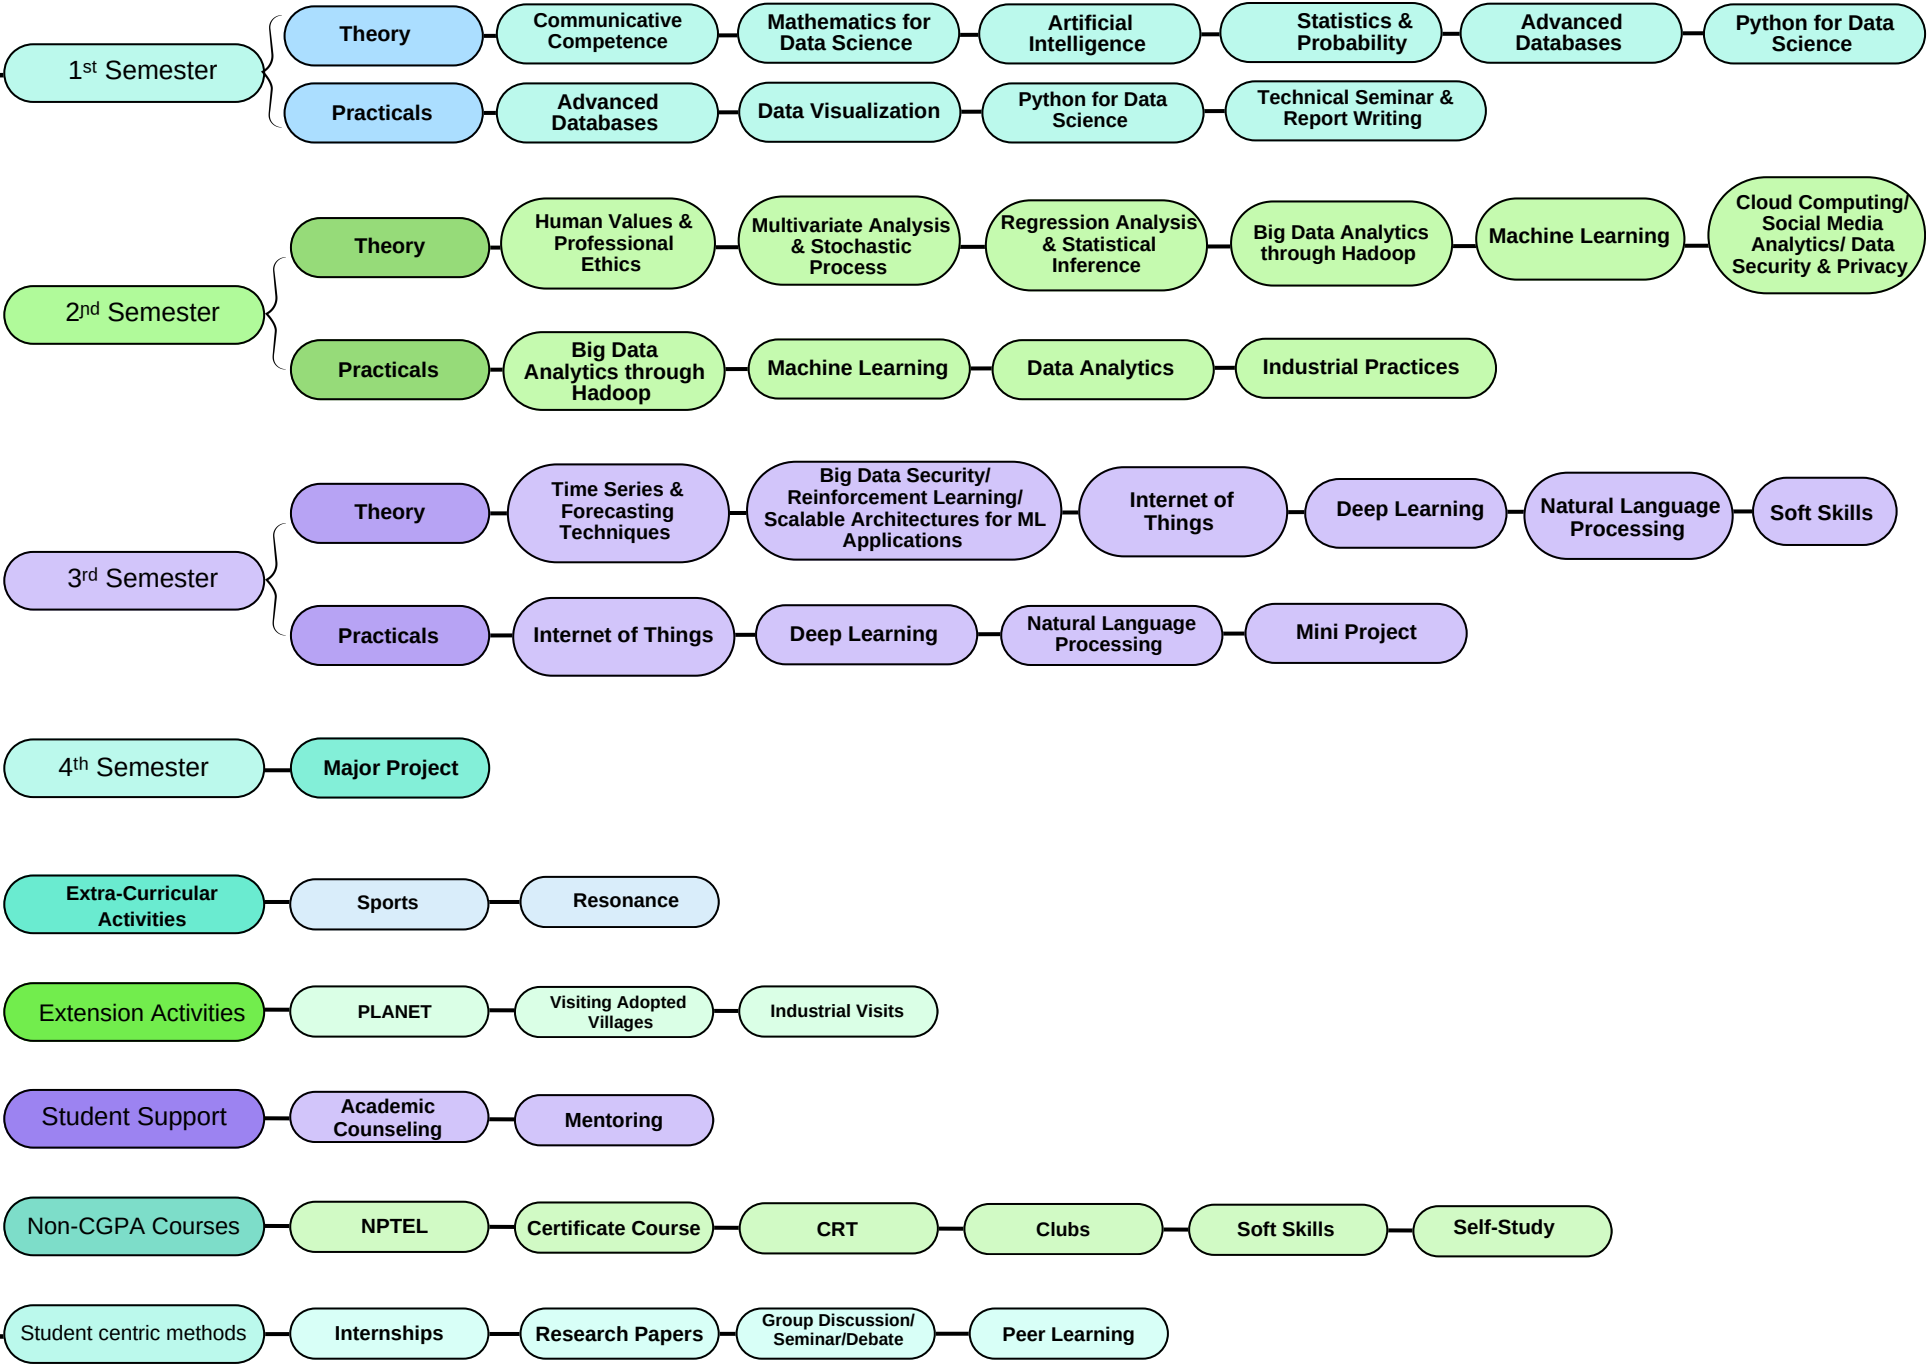 1st Semester
Theory
Communicative
Competence
Mathematics for
Data Science
Artificial
Intelligence
Statistics &
Probability
Advanced
Databases
Python for Data
Science
Practicals
Advanced
Databases
Data Visualization
Python for Data
Science
Technical Seminar &
Report Writing
2nd Semester
Theory
Human Values &
Professional
Ethics
Multivariate Analysis
& Stochastic
Process
Regression Analysis
& Statistical
Inference
Big Data Analytics
through Hadoop
Machine Learning
Cloud Computing/
Social Media
Analytics/ Data
Security & Privacy
Practicals
Big Data
Analytics through
Hadoop
Machine Learning
Data Analytics
Industrial Practices
3rd Semester
Theory
Time Series &
Forecasting
Techniques
Big Data Security/
Reinforcement Learning/
Scalable Architectures for ML
Applications
Internet of
Things
Deep Learning
Natural Language
Processing
Soft Skills
Practicals
Internet of Things
Deep Learning
Natural Language
Processing
Mini Project
4th Semester
Major Project
Extra-Curricular
Activities
Sports
Resonance
Extension Activities
PLANET
Visiting Adopted
Villages
Industrial Visits
Student Support
Academic
Counseling
Mentoring
Non-CGPA Courses
NPTEL
Certificate Course
CRT
Clubs
Soft Skills
Self-Study
Student centric methods
Internships
Research Papers
Group Discussion/
Seminar/Debate
Peer Learning